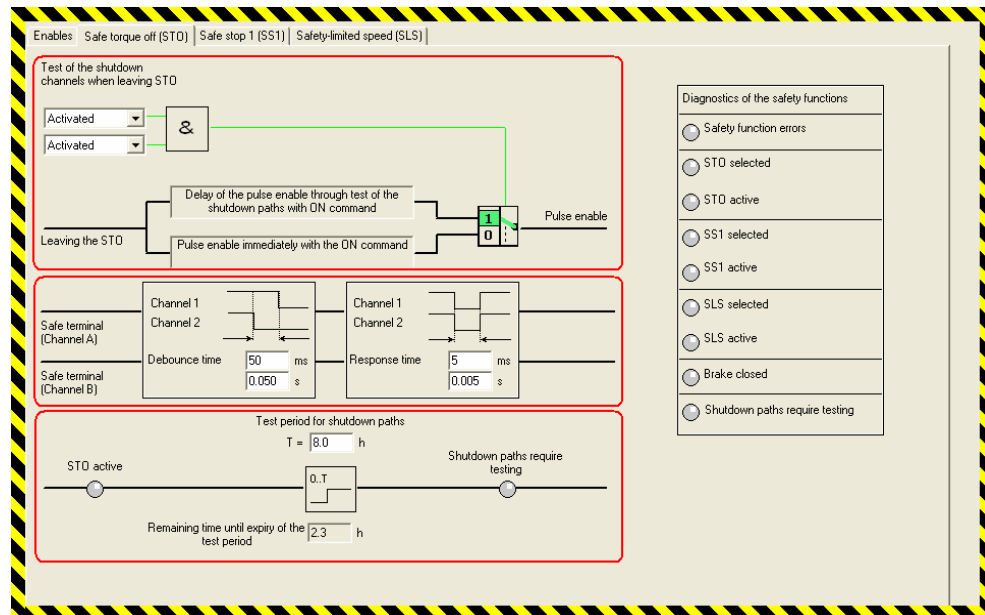 Enables
Safe torque off (STO)
Safe stop 1 (SS1)
Safety-limited speed (SLS)
Test of the shutdown
channels when leaving STO
Activated
Activated
&
Delay of the pulse enable through test of the
shutdown paths with ON command
Leaving the STO
Pulse enable immediately with the ON command
1
0
Pulse enable
Safe terminal
(Channel A)
Safe terminal
(Channel B)
Channel 1
Channel 2
Debounce time
50 ms
0.050 s
Channel 1
Channel 2
Response time
5 ms
0.005 s
Test period for shutdown paths
T = 8.0 h
STO active
0..T
Shutdown paths require
testing
Remaining time until expiry of the
test period
2.3 h
Diagnostics of the safety functions
Safety function errors
STO selected
STO active
SS1 selected
SS1 active
SLS selected
SLS active
Brake closed
Shutdown paths require testing